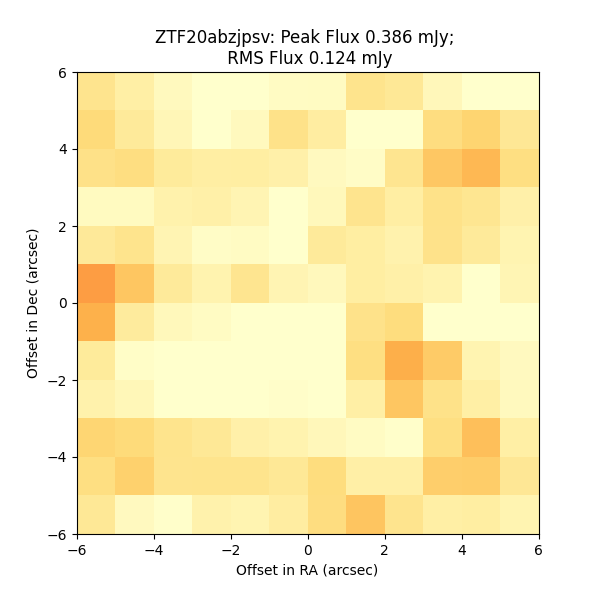 ZTF20abzjpsv: Peak Flux 0.386 mJy;
RMS Flux 0.124 mJy
6
4
2
0
−2
−4
−6
Offset in Dec (arcsec)
−6 −4 −2 0 2 4 6
Offset in RA (arcsec)